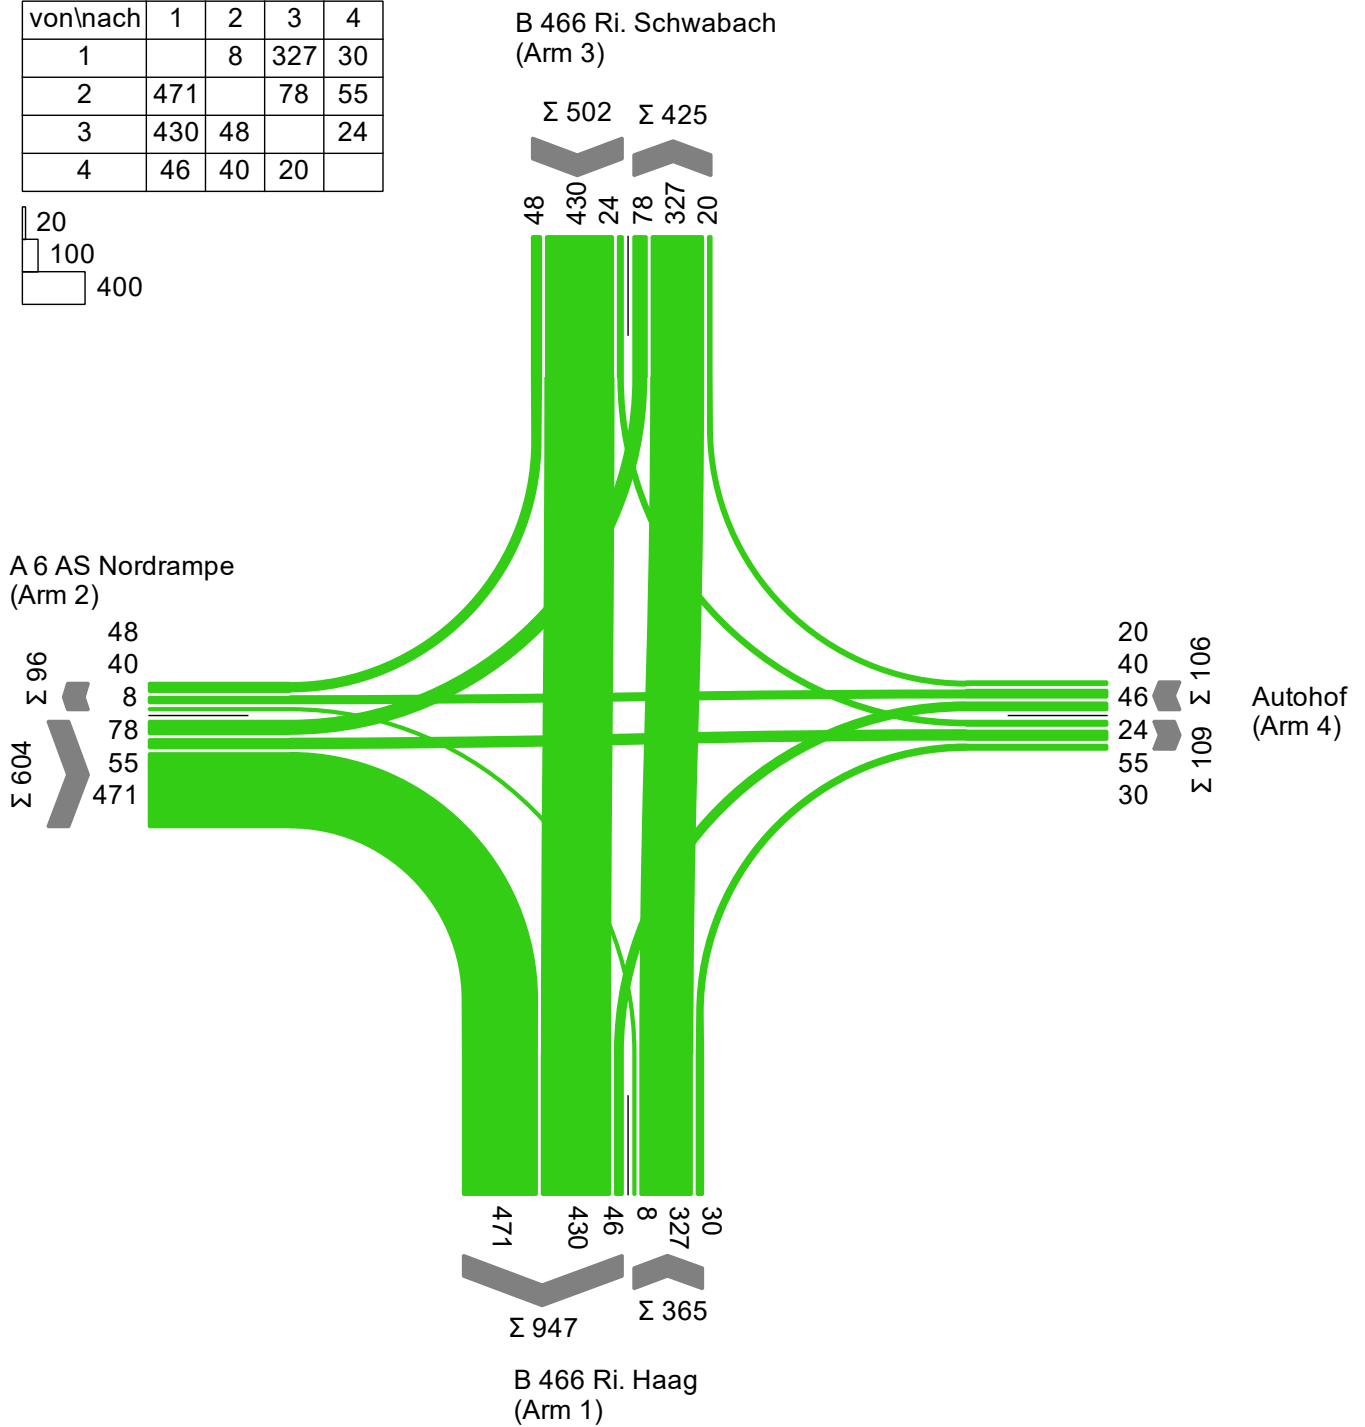 von\nach 1 2 3 4
1 8 327 30
2 471 78 55
3 430 48 24
4 46 40 20
20
100
400
B 466 Ri. Schwabach
(Arm 3)
Σ 502 Σ 425
48 430 24 78 327 20
A 6 AS Nordrampe
(Arm 2)
48
40
8
78
55
471
Σ 96
Σ 604
20
40
46
24
55
30
Σ 106
Σ 109
Autohof
(Arm 4)
471 430 46 8 327 30
Σ 947 Σ 365
B 466 Ri. Haag
(Arm 1)